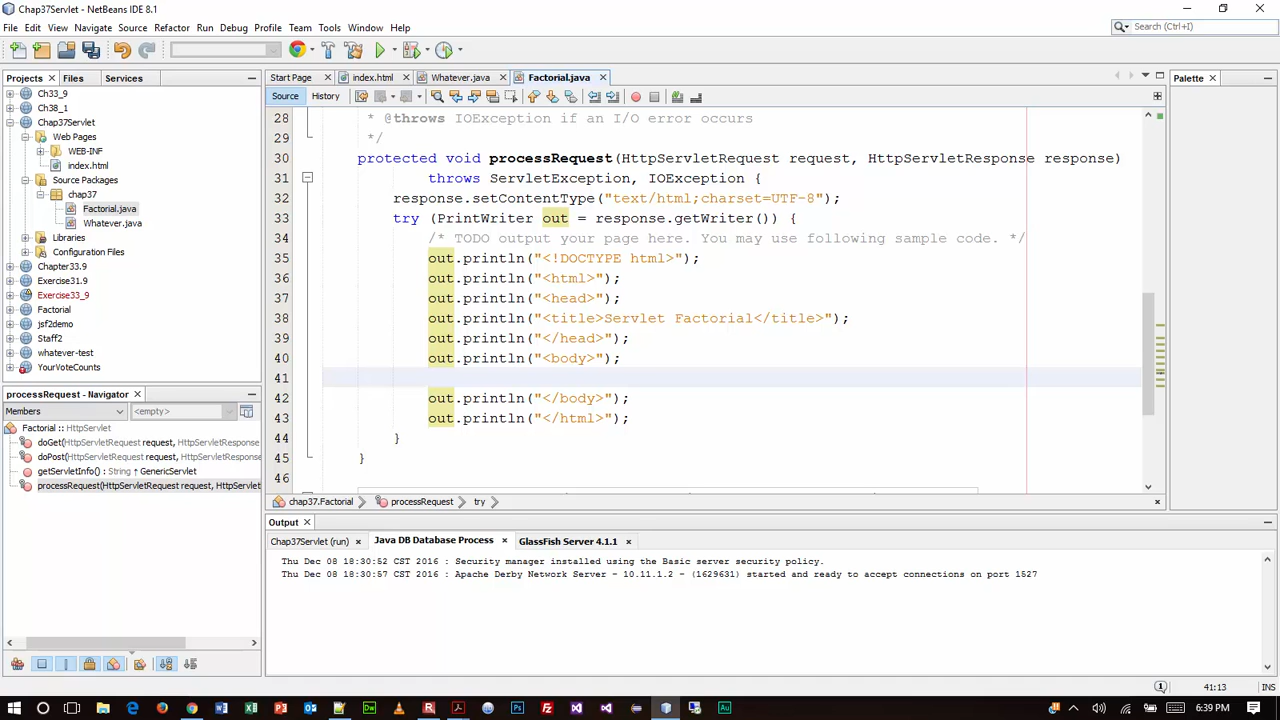 Chap37Servlet - NetBeans IDE 8.1
File Edit View Navigate Source Refactor Run Debug Profile Team Tools Window Help
Search (Ctrl+I)
Projects Files Services
Start Page index.html Whatever.java Factorial.java Palette
Source History
Ch33_9
Ch38_1
Chap37Servlet
Web Pages
WEB-INF
index.html
Source Packages
chap37
Factorial.java
Whatever.java
Libraries
Configuration Files
Chapter33.9
Exercise31.9
Exercise33_9
Factorial
jsf2demo
Staff2
whatever-test
YourVoteCounts
28 * @throws IOException if an I/O error occurs
29 */
30 protected void processRequest(HttpServletRequest request, HttpServletResponse response)
31 throws ServletException, IOException {
32 response.setContentType("text/html;charset=UTF-8");
33 try (PrintWriter out = response.getWriter()) {
34 /* TODO output your page here. You may use following sample code. */
35 out.println("<!DOCTYPE html>");
36 out.println("<html>");
37 out.println("<head>");
38 out.println("<title>Servlet Factorial</title>");
39 out.println("</head>");
40 out.println("<body>");
41
42 out.println("</body>");
43 out.println("</html>");
44 }
45 }
46
chap37.Factorial processRequest try
processRequest - Navigator
Members <empty>
Factorial :: HttpServlet
doGet(HttpServletRequest request, HttpServletResponse
doPost(HttpServletRequest request, HttpServletResponse
getServletInfo() : String ↑ GenericServlet
processRequest(HttpServletRequest request, HttpServlet
Output
Chap37Servlet (run) Java DB Database Process GlassFish Server 4.1.1
Thu Dec 08 18:30:52 CST 2016 : Security manager installed using the Basic server security policy.
Thu Dec 08 18:30:57 CST 2016 : Apache Derby Network Server - 10.11.1.2 - (1629631) started and ready to accept connections on port 1527
1 41:13 INS
6:39 PM